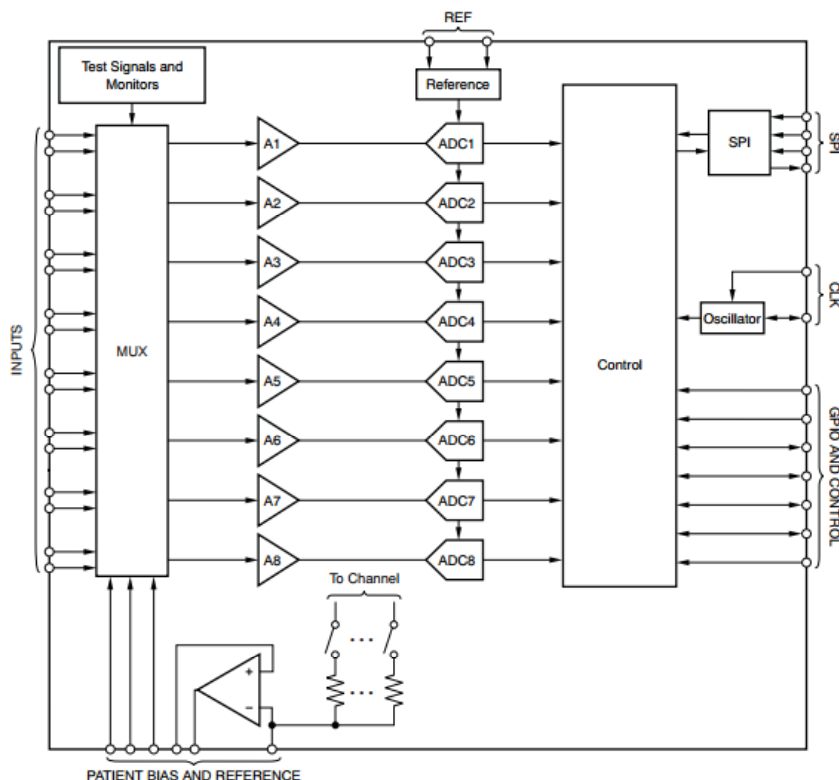 REF
Test Signals and
Monitors
Reference
A1
ADC1
SPI
SPI
A2
ADC2
A3
ADC3
CLK
A4
ADC4
Oscillator
INPUTS
MUX
Control
A5
ADC5
A6
ADC6
GPIO AND CONTROL
A7
ADC7
A8
ADC8
To Channel
+
−
PATIENT BIAS AND REFERENCE